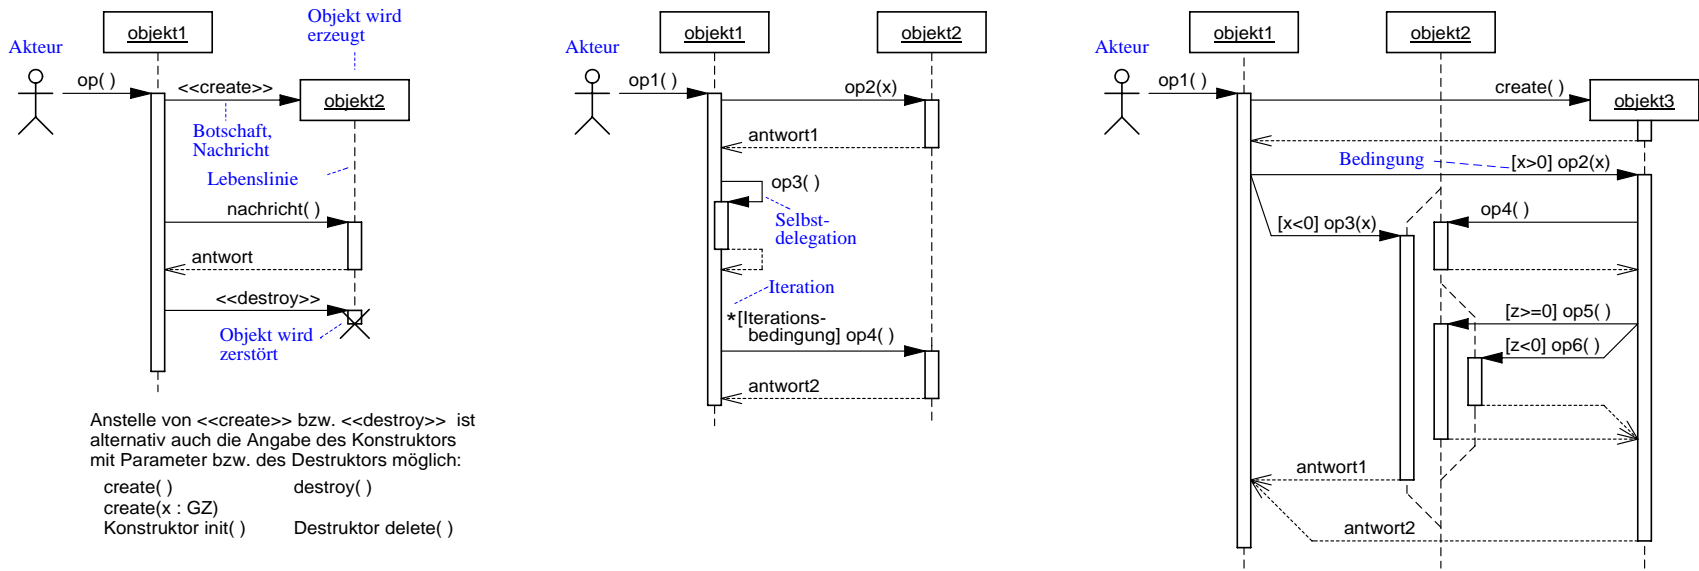 Akteur
objekt1
Objekt wird
erzeugt
op( )
<<create>>
objekt2
Botschaft,
Nachricht
Lebenslinie
nachricht( )
antwort
<<destroy>>
Objekt wird
zerstört
Anstelle von <<create>> bzw. <<destroy>> ist
alternativ auch die Angabe des Konstruktors
mit Parameter bzw. des Destruktors möglich:
create( ) destroy( )
create(x : GZ)
Konstruktor init( ) Destruktor delete( )
Akteur
objekt1
objekt2
op1( )
op2(x)
antwort1
op3( )
Selbst-
delegation
Iteration
*[Iterations-
bedingung] op4( )
antwort2
Akteur
objekt1
objekt2
op1( )
create( )
objekt3
Bedingung
[x>0] op2(x)
op4( )
[x<0] op3(x)
[z>=0] op5( )
[z<0] op6( )
antwort1
antwort2